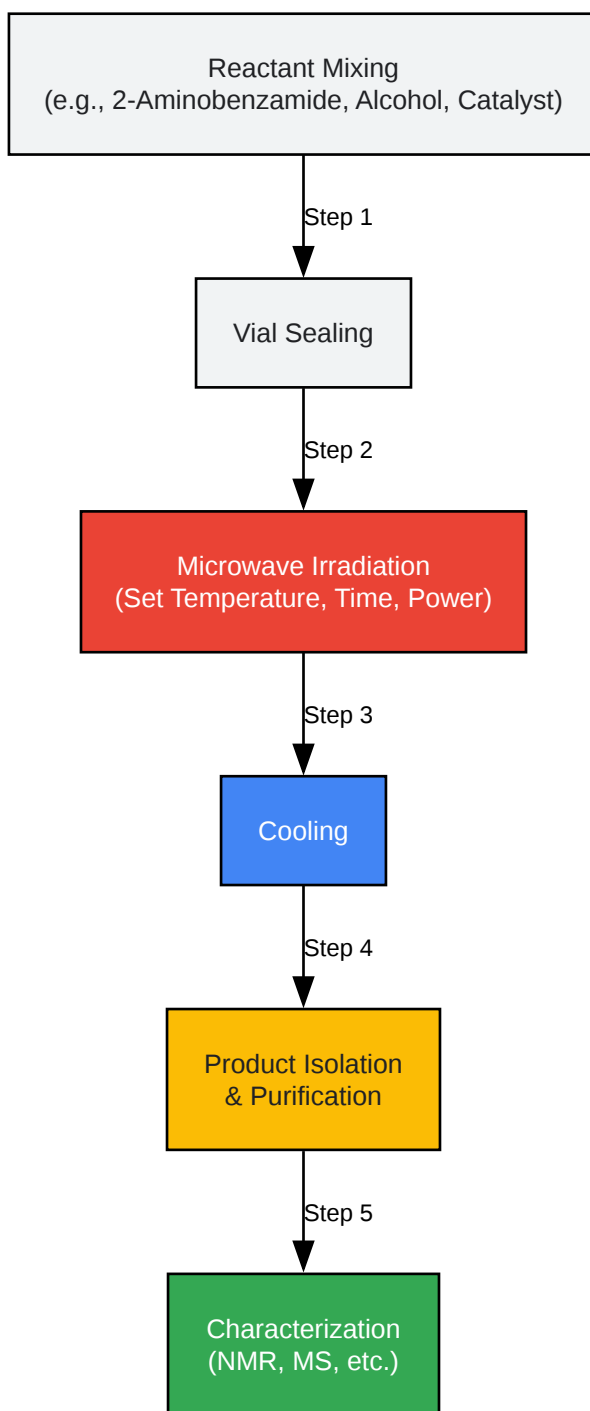 Reactant Mixing
(e.g., 2-Aminobenzamide, Alcohol, Catalyst)
Step 1
Vial Sealing
Step 2
Microwave Irradiation
(Set Temperature, Time, Power)
Step 3
Cooling
Step 4
Product Isolation
& Purification
Step 5
Characterization
(NMR, MS, etc.)